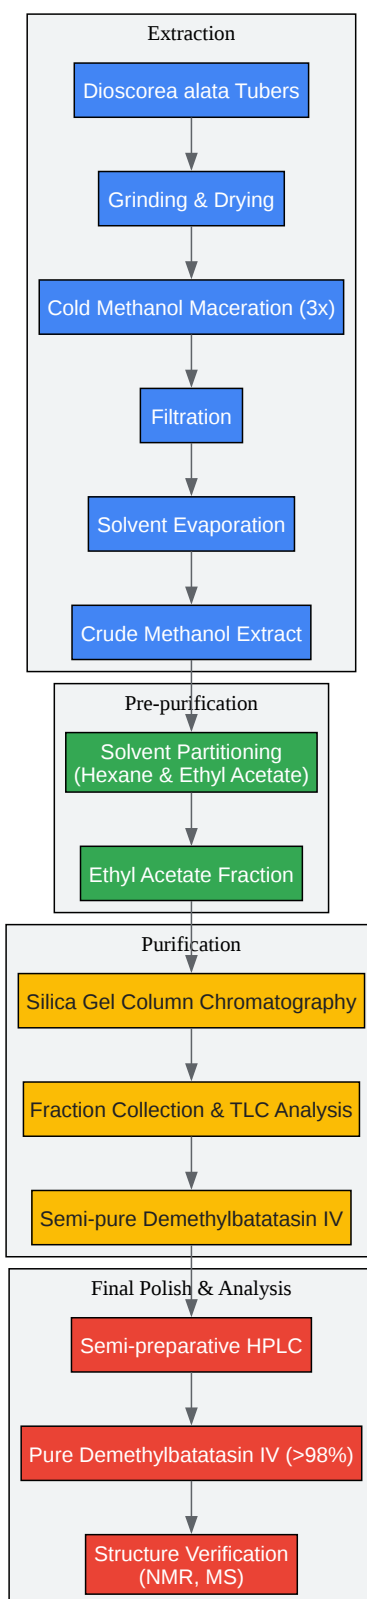 Extraction
Dioscorea alata Tubers
Grinding & Drying
Cold Methanol Maceration (3x)
Filtration
Solvent Evaporation
Crude Methanol Extract
Pre-purification
Solvent Partitioning
(Hexane & Ethyl Acetate)
Ethyl Acetate Fraction
Purification
Silica Gel Column Chromatography
Fraction Collection & TLC Analysis
Semi-pure Demethylbatatasin IV
Final Polish & Analysis
Semi-preparative HPLC
Pure Demethylbatatasin IV (>98%)
Structure Verification
(NMR, MS)